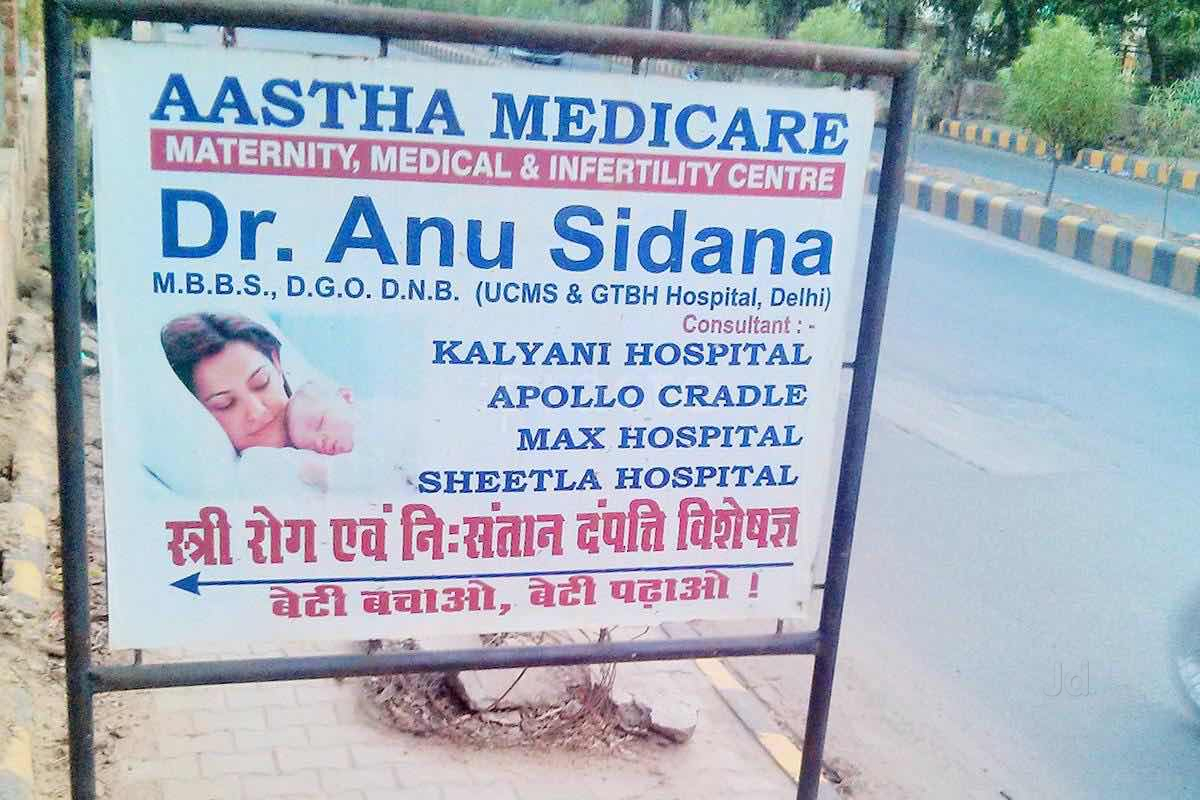 AASTHA MEDICARE
MATERNITY, MEDICAL & INFERTILITY CENTRE
Dr. Anu Sidana
M.B.B.S., D.G.O. D.N.B. (UCMS & GTBH Hospital, Delhi)
Consultant : -
KALYANI HOSPITAL
APOLLO CRADLE
MAX HOSPITAL
SHEETLA HOSPITAL
स्त्री रोग एवं निःसंतान दंपत्ति विशेषज्ञ
बेटी बचाओ, बेटी पढ़ाओ !
Jd.